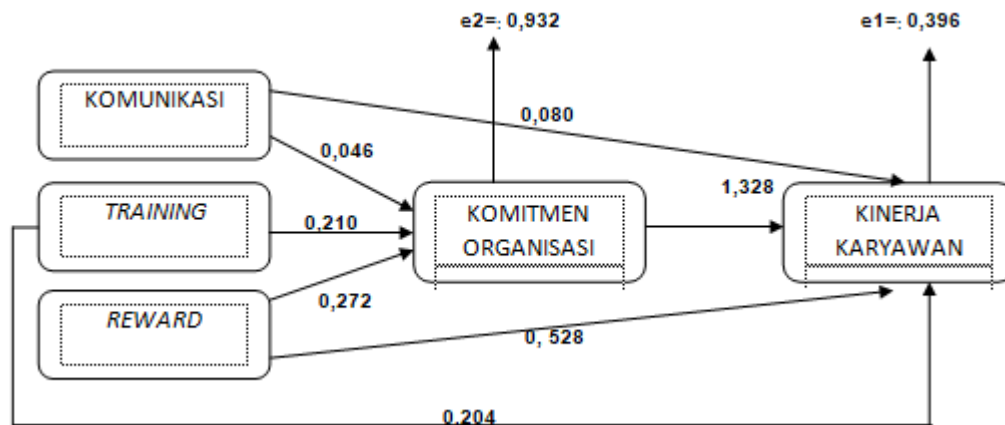 e2=: 0,932
e1=: 0,396
KOMUNIKASI
0,080
0,046
TRAINING
0,210
KOMITMEN
ORGANISASI
1,328
KINERJA
KARYAWAN
REWARD
0,272
0, 528
0,204